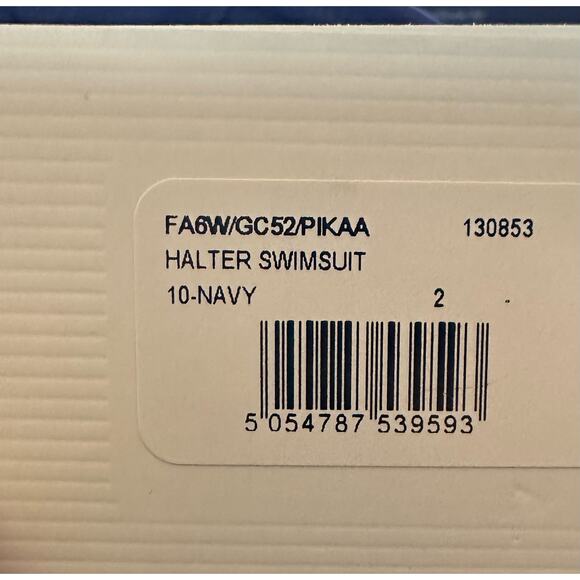 FA6W/GC52/PIKAA 130853
HALTER SWIMSUIT
10-NAVY 2
5 054787 539593